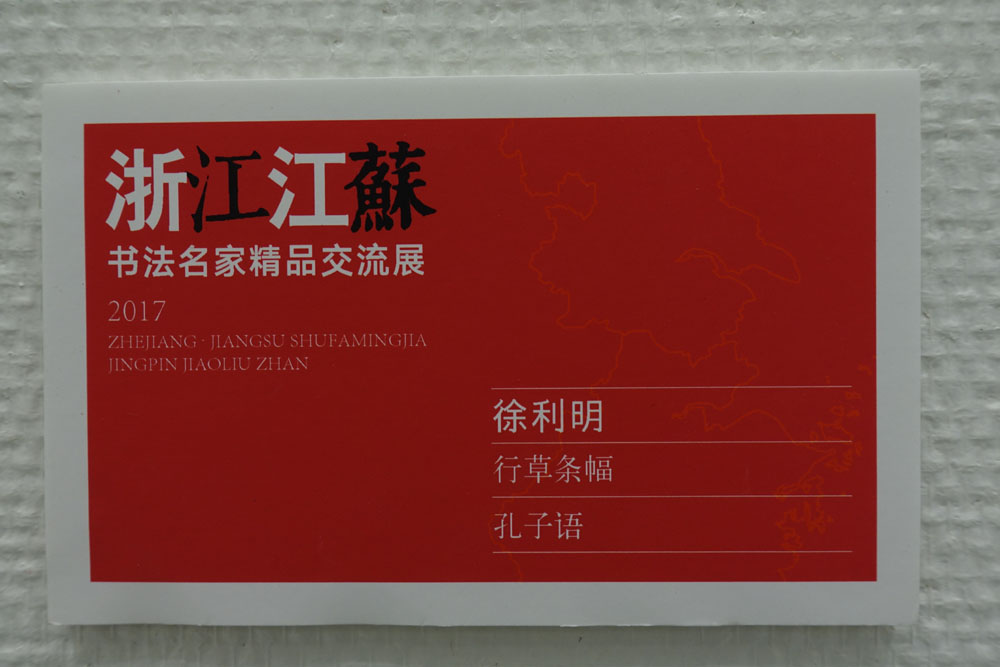 浙江江蘇
书法名家精品交流展
2017
ZHEJIANG · JIANGSU SHUFAMINGJIA
JINGPIN JIAOLIU ZHAN
徐利明
行草条幅
孔子语